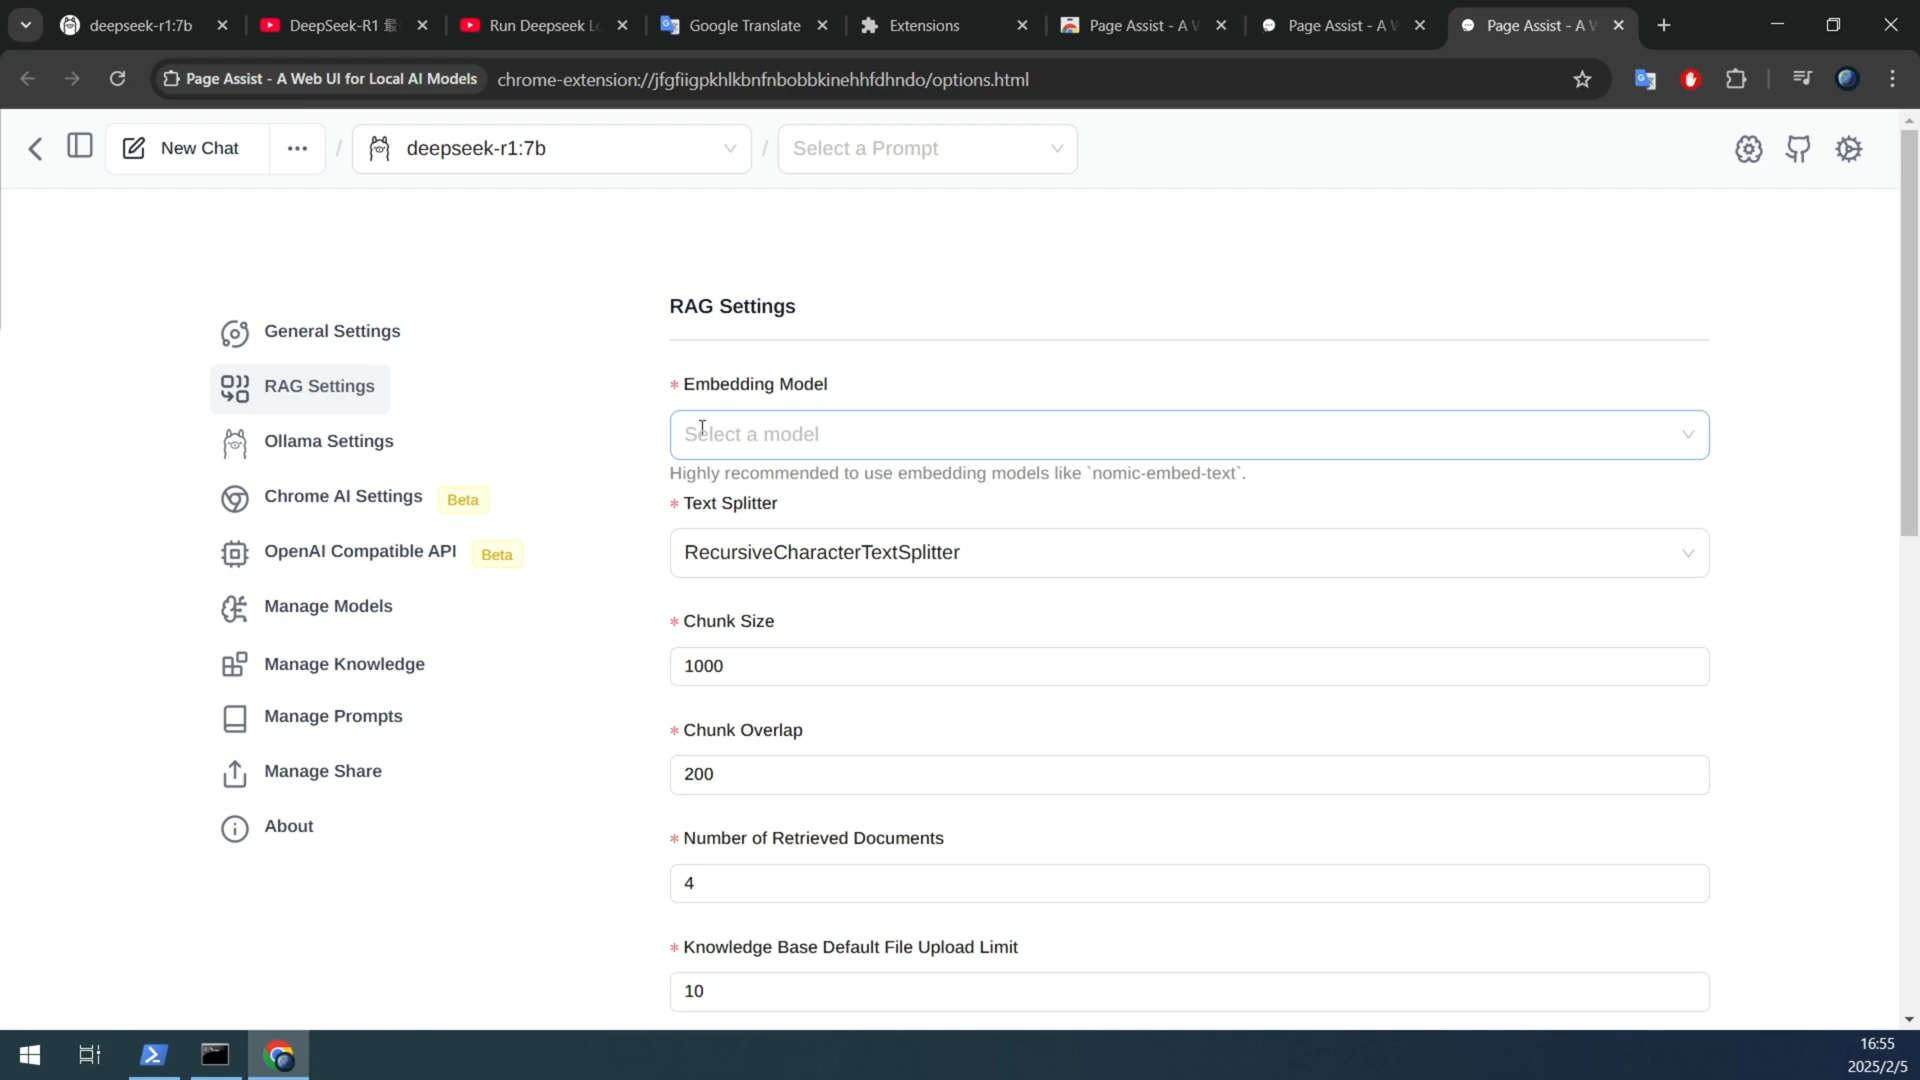 deepseek-r1:7b
DeepSeek-R1 最
Run Deepseek Lo
Google Translate
Extensions
Page Assist - A W
Page Assist - A W
Page Assist - A W
Page Assist - A Web UI for Local AI Models
chrome-extension://jfgfiigpkhlkbnfnbobbkinehhfdhndo/options.html
New Chat
/
deepseek-r1:7b
/
Select a Prompt
General Settings
RAG Settings
Ollama Settings
Chrome AI Settings
Beta
OpenAI Compatible API
Beta
Manage Models
Manage Knowledge
Manage Prompts
Manage Share
About
RAG Settings
* Embedding Model
Select a model
Highly recommended to use embedding models like `nomic-embed-text`.
* Text Splitter
RecursiveCharacterTextSplitter
* Chunk Size
1000
* Chunk Overlap
200
* Number of Retrieved Documents
4
* Knowledge Base Default File Upload Limit
10
16:55
2025/2/5